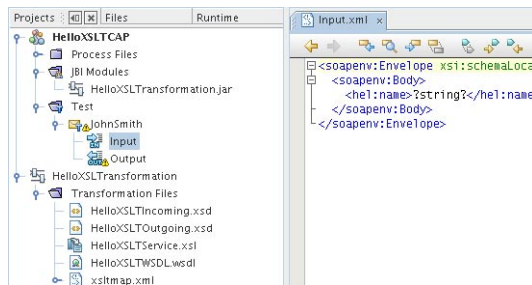 Projects Files Runtime
HelloXSLTCAP
Process Files
JBI Modules
HelloXSLTransformation.jar
Test
JohnSmith
Input
Output
HelloXSLTransformation
Transformation Files
HelloXSLTIncoming.xsd
HelloXSLTOutgoing.xsd
HelloXSLTService.xsl
HelloXSLTWSDL.wsdl
xsltmap.xml
Input.xml ×
<soapenv:Envelope xsi:schemaLoca
<soapenv:Body>
<hel:name>?string?</hel:name
</soapenv:Body>
</soapenv:Envelope>